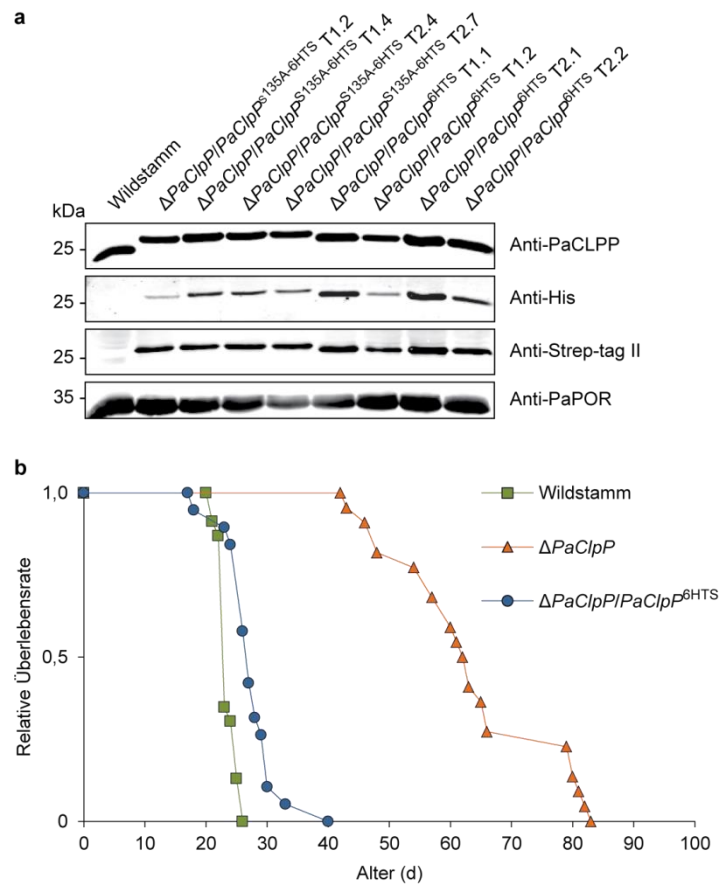 a
Wildstamm
ΔPaClpP/PaClpP^S135A-6HTS T1.2
ΔPaClpP/PaClpP^S135A-6HTS T1.4
ΔPaClpP/PaClpP^S135A-6HTS T2.4
ΔPaClpP/PaClpP^S135A-6HTS T2.7
ΔPaClpP/PaClpP^6HTS T1.1
ΔPaClpP/PaClpP^6HTS T1.2
ΔPaClpP/PaClpP^6HTS T2.1
ΔPaClpP/PaClpP^6HTS T2.2
kDa
25 Anti-PaCLPP
25 Anti-His
25 Anti-Strep-tag II
35 Anti-PaPOR
b
1,0
0,5
0
Relative Überlebensrate
Wildstamm
ΔPaClpP
ΔPaClpP/PaClpP^6HTS
0 10 20 30 40 50 60 70 80 90 100
Alter (d)